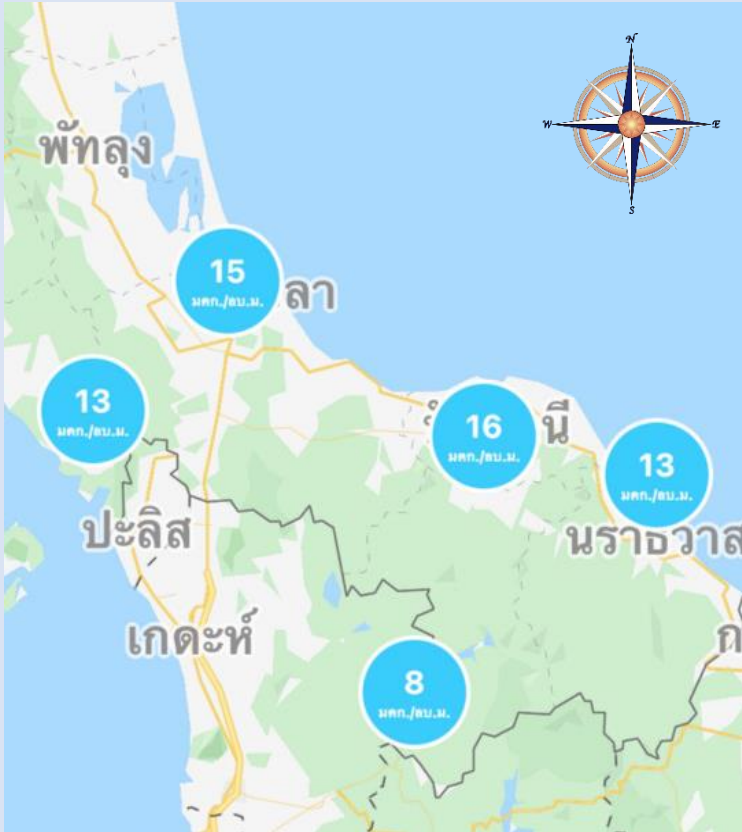 N
W
E
S
พัทลุง
15
มคก./ลบ.ม.
ลา
13
มคก./ลบ.ม.
16
มคก./ลบ.ม.
นี
13
มคก./ลบ.ม.
ปะลิส
นราธิวาส
เกดะห์
ก
8
มคก./ลบ.ม.